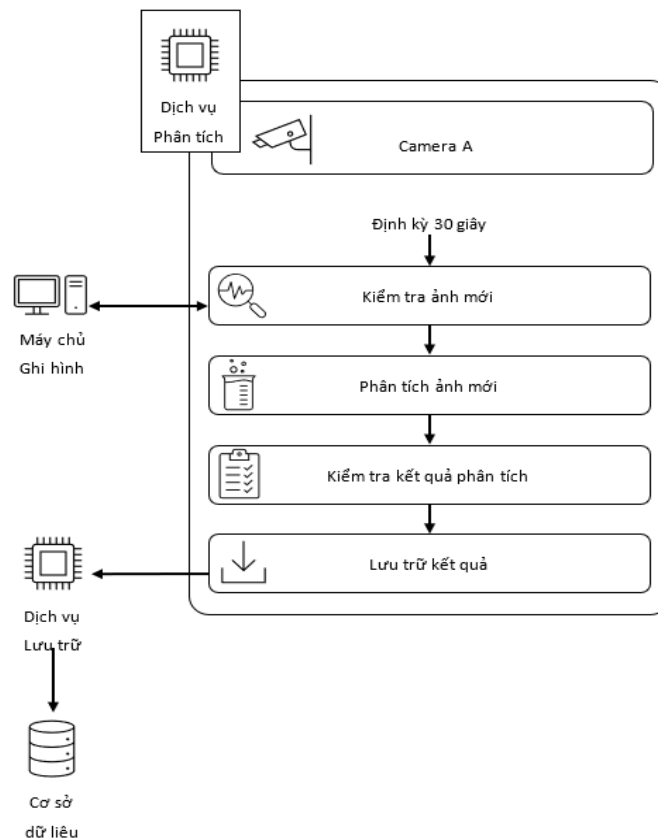 Dịch vụ
Phân tích
Camera A
Định kỳ 30 giây
Kiểm tra ảnh mới
Máy chủ
Ghi hình
Phân tích ảnh mới
Kiểm tra kết quả phân tích
Lưu trữ kết quả
Dịch vụ
Lưu trữ
Cơ sở
dữ liêu